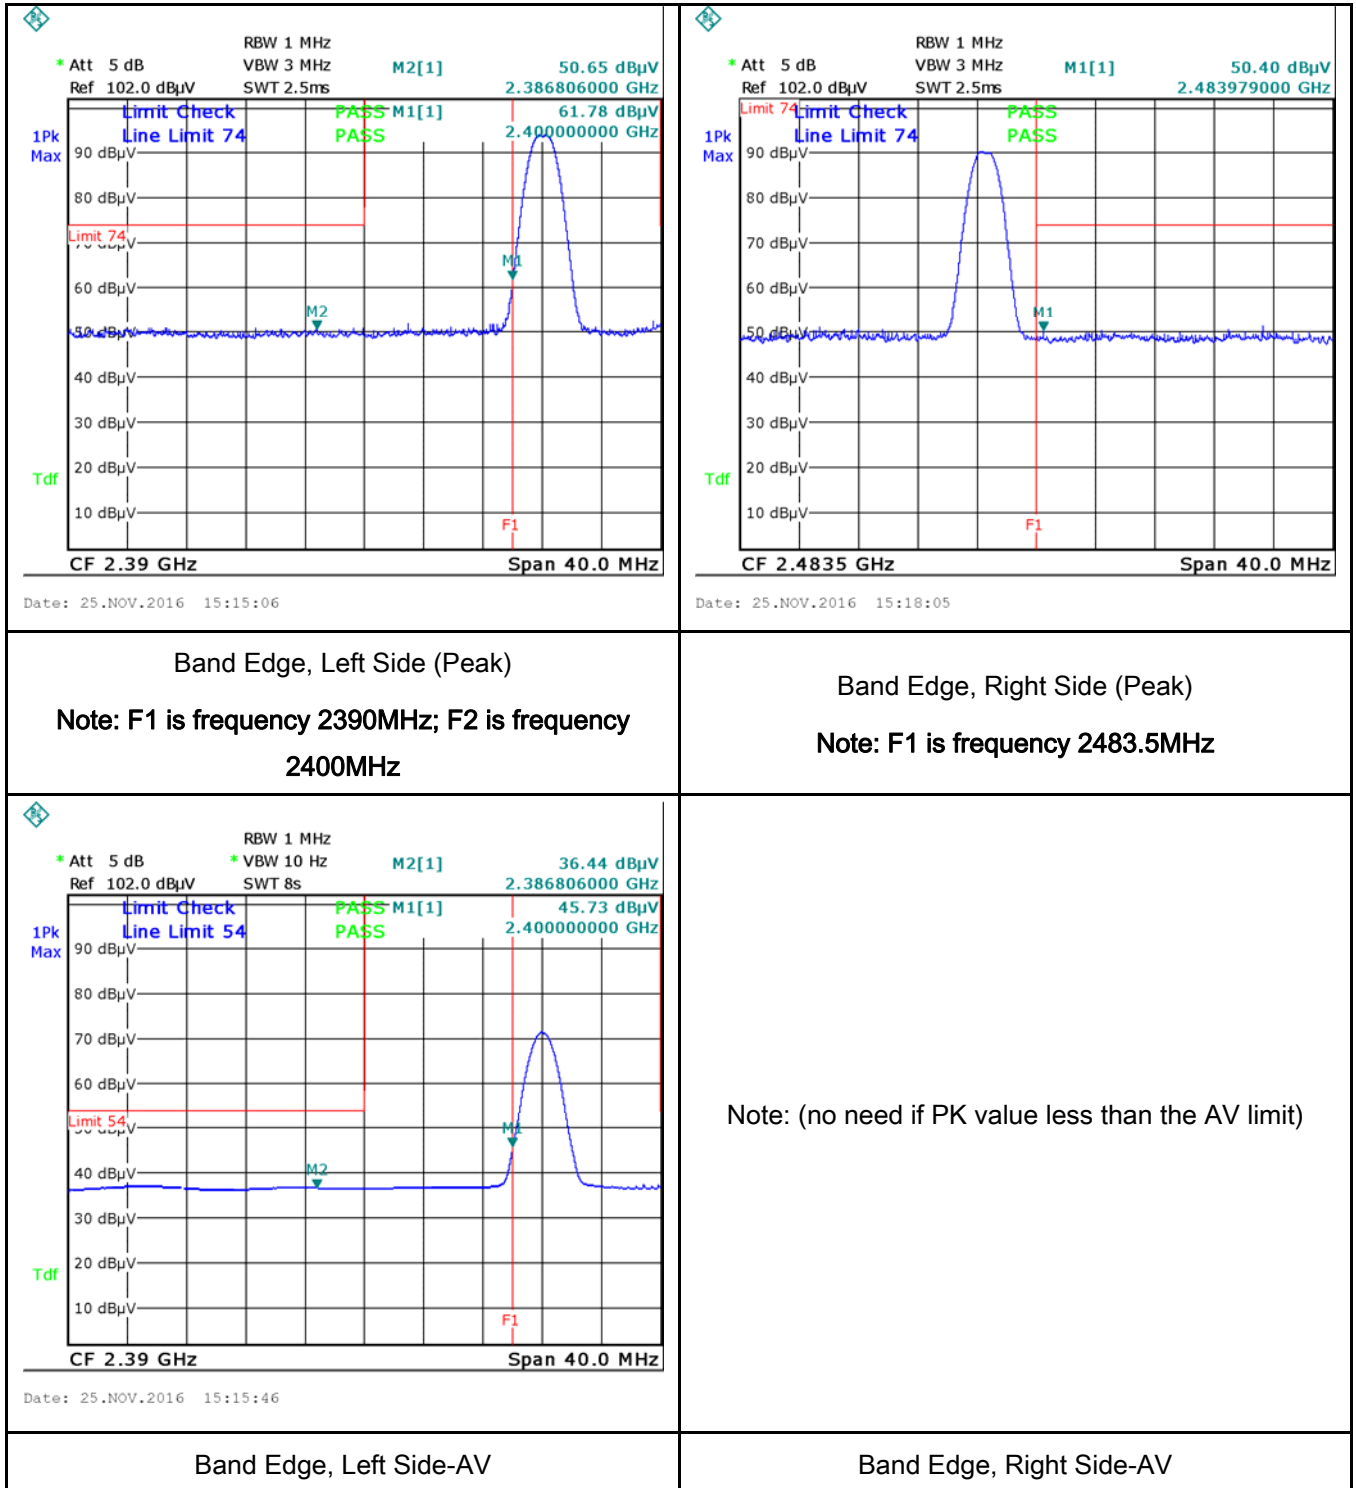 RBW 1 MHz
* Att 5 dB VBW 3 MHz M2[1] 50.65 dBµV
Ref 102.0 dBµV SWT 2.5ms 2.386806000 GHz
Limit Check PASS M1[1] 61.78 dBµV
1Pk Line Limit 74 PASS 2.400000000 GHz
Max 90 dBµV
80 dBµV
Limit 74
70 dBµV
M1
60 dBµV
M2
50 dBµV
40 dBµV
30 dBµV
Tdf 20 dBµV
10 dBµV
F1
CF 2.39 GHz Span 40.0 MHz
Date: 25.NOV.2016 15:15:06
RBW 1 MHz
* Att 5 dB VBW 3 MHz M1[1] 50.40 dBµV
Ref 102.0 dBµV SWT 2.5ms 2.483979000 GHz
Limit 74 Limit Check PASS
1Pk Line Limit 74 PASS
Max 90 dBµV
80 dBµV
70 dBµV
60 dBµV
M1
50 dBµV
40 dBµV
30 dBµV
Tdf 20 dBµV
10 dBµV
F1
CF 2.4835 GHz Span 40.0 MHz
Date: 25.NOV.2016 15:18:05
Band Edge, Left Side (Peak)
Note: F1 is frequency 2390MHz; F2 is frequency
2400MHz
Band Edge, Right Side (Peak)
Note: F1 is frequency 2483.5MHz
RBW 1 MHz
* Att 5 dB * VBW 10 Hz M2[1] 36.44 dBµV
Ref 102.0 dBµV SWT 8s 2.386806000 GHz
Limit Check PASS M1[1] 45.73 dBµV
1Pk Line Limit 54 PASS 2.400000000 GHz
Max 90 dBµV
80 dBµV
70 dBµV
60 dBµV
Limit 54
50 dBµV
M1
40 dBµV
M2
30 dBµV
Tdf 20 dBµV
10 dBµV
F1
CF 2.39 GHz Span 40.0 MHz
Date: 25.NOV.2016 15:15:46
Note: (no need if PK value less than the AV limit)
Band Edge, Left Side-AV
Band Edge, Right Side-AV